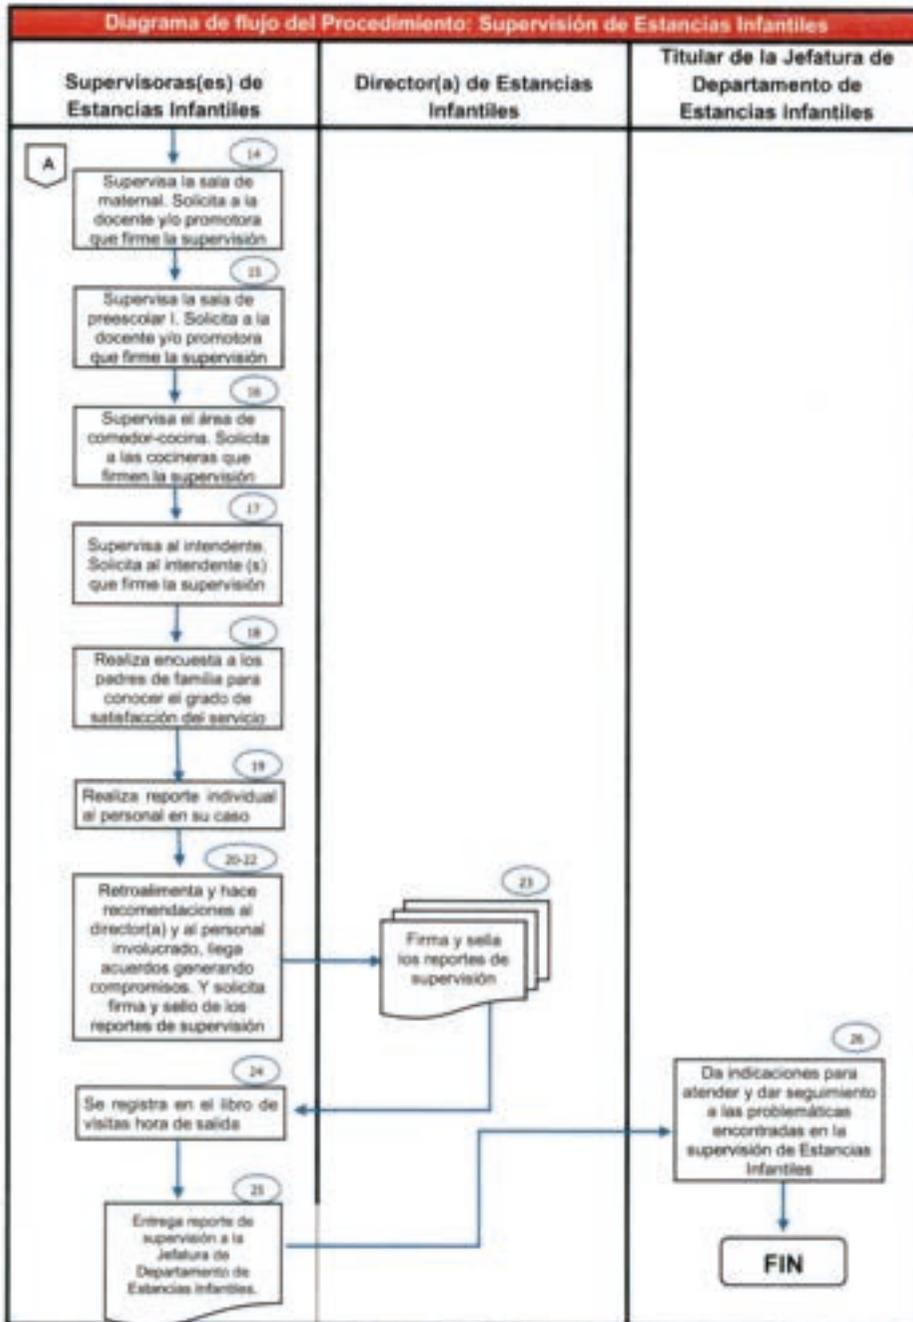 Diagrama de flujo del Procedimiento: Supervisión de Estancias Infantiles
Supervisoras(es) de
Estancias Infantiles
Director(a) de Estancias
Infantiles
Titular de la Jefatura de
Departamento de
Estancias Infantiles
A
14
Supervisa la sala de
maternal. Solicita a la
docente y/o promotora
que firme la supervisión
15
Supervisa la sala de
preescolar I. Solicita a la
docente y/o promotora
que firme la supervisión
16
Supervisa el área de
comedor-cocina. Solicita
a las cocineras que
firmen la supervisión
17
Supervisa al intendente.
Solicita al intendente (s)
que firme la supervisión
18
Realiza encuesta a los
padres de familia para
conocer el grado de
satisfacción del servicio
19
Realiza reporte individual
al personal en su caso
20-22
Retroalimenta y hace
recomendaciones al
director(a) y al personal
involucrado, llega
acuerdos generando
compromisos. Y solicita
firma y sello de los
reportes de supervisión
23
Firma y sella
los reportes de
supervisión
24
Se registra en el libro de
visitas hora de salida
25
Entrega reporte de
supervisión a la
Jefatura de
Departamento de
Estancias Infantiles.
26
Da indicaciones para
atender y dar seguimiento
a las problemáticas
encontradas en la
supervisión de Estancias
Infantiles
FIN